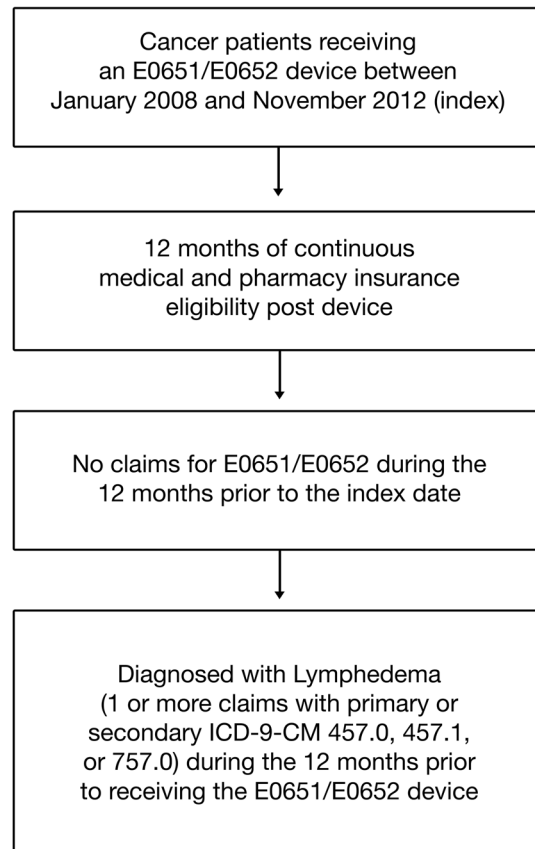 Cancer patients receiving
an E0651/E0652 device between
January 2008 and November 2012 (index)
12 months of continuous
medical and pharmacy insurance
eligibility post device
No claims for E0651/E0652 during the
12 months prior to the index date
Diagnosed with Lymphedema
(1 or more claims with primary or
secondary ICD-9-CM 457.0, 457.1,
or 757.0) during the 12 months prior
to receiving the E0651/E0652 device